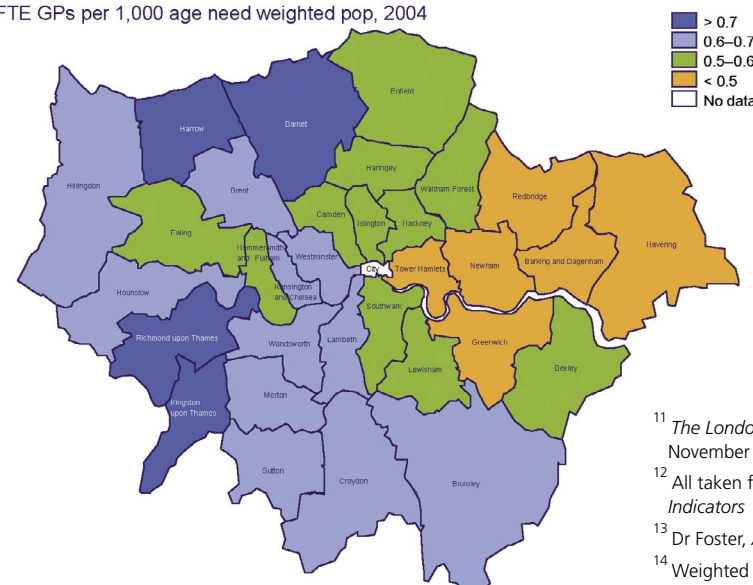 FTE GPs per 1,000 age need weighted pop, 2004
> 0.7
0.6–0.7
0.5–0.6
< 0.5
No data
Enfield
Harrow
Barnet
Haringey
Waltham Forest
Redbridge
Hillingdon
Brent
Camden
Islington
Hackney
Havering
Ealing
Hammersmith
and Fulham
Westminster
City
Tower Hamlets
Newham
Barking and Dagenham
Kensington
and Chelsea
Hounslow
Southwark
Richmond upon Thames
Wandsworth
Lambeth
Greenwich
Lewisham
Bexley
Kingston
upon Thames
Merton
Sutton
Croydon
Bromley
11 The Londo
November
12 All taken f
Indicators
13 Dr Foster,
14 Weighted